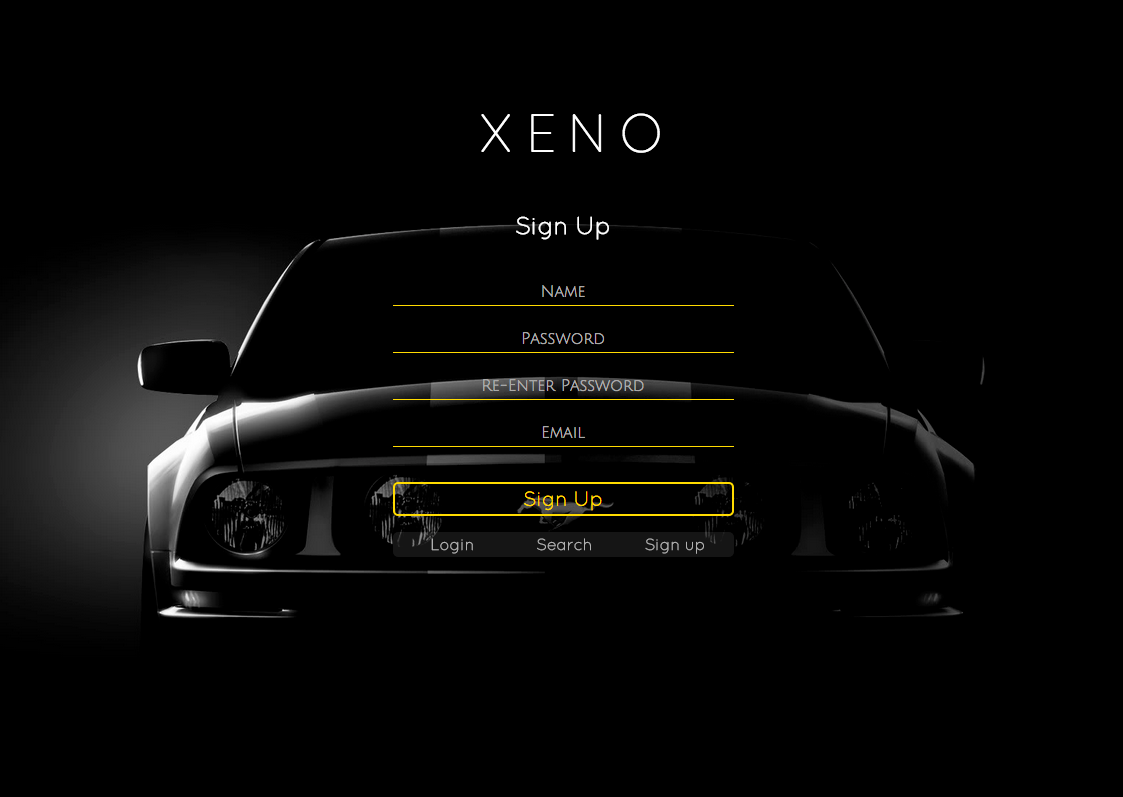 XENO
Sign Up
Name
Password
Re-Enter Password
Email
Sign Up
Login Search Sign up